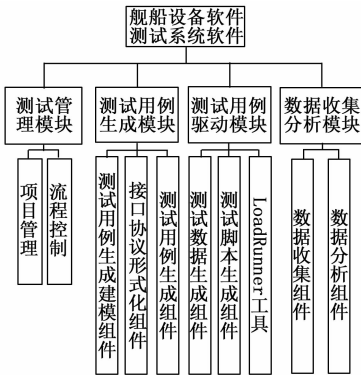 舰船设备软件
测试系统软件
测试管
理模块
测试用例
生成模块
测试用例
驱动模块
数据收集
分析模块
项目管理
流程控制
测试用例生成建模组件
接口协议形式化组件
测试用例生成组件
测试数据生成组件
测试脚本生成组件
LoadRunner工具
数据收集组件
数据分析组件